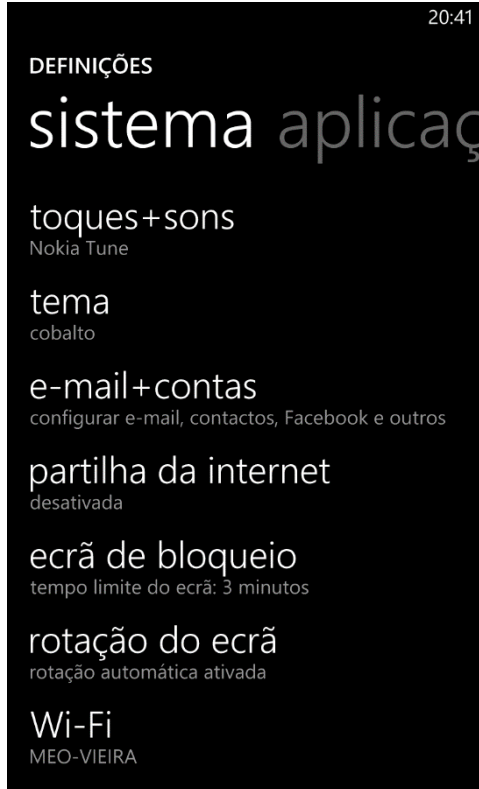 20:41
DEFINIÇÕES
sistema aplicaç
toques+sons
Nokia Tune
tema
cobalto
e-mail+contas
configurar e-mail, contactos, Facebook e outros
partilha da internet
desativada
ecrã de bloqueio
tempo limite do ecrã: 3 minutos
rotação do ecrã
rotação automática ativada
Wi-Fi
MEO-VIEIRA